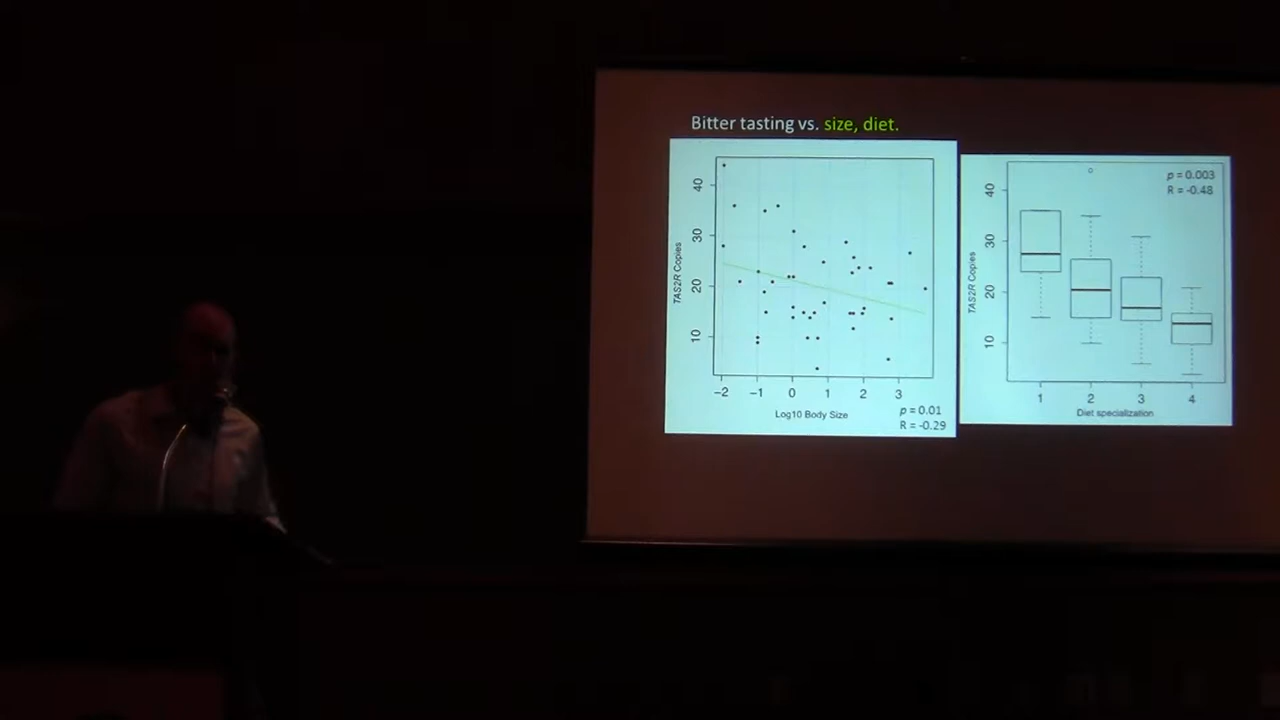 Bitter tasting vs. size, diet.
TAS2R Copies
40
30
20
10
−2 −1 0 1 2 3
Log10 Body Size
p = 0.01
R = -0.29
p = 0.003
R = -0.48
TAS2R Copies
40
30
20
10
1 2 3 4
Diet specialization